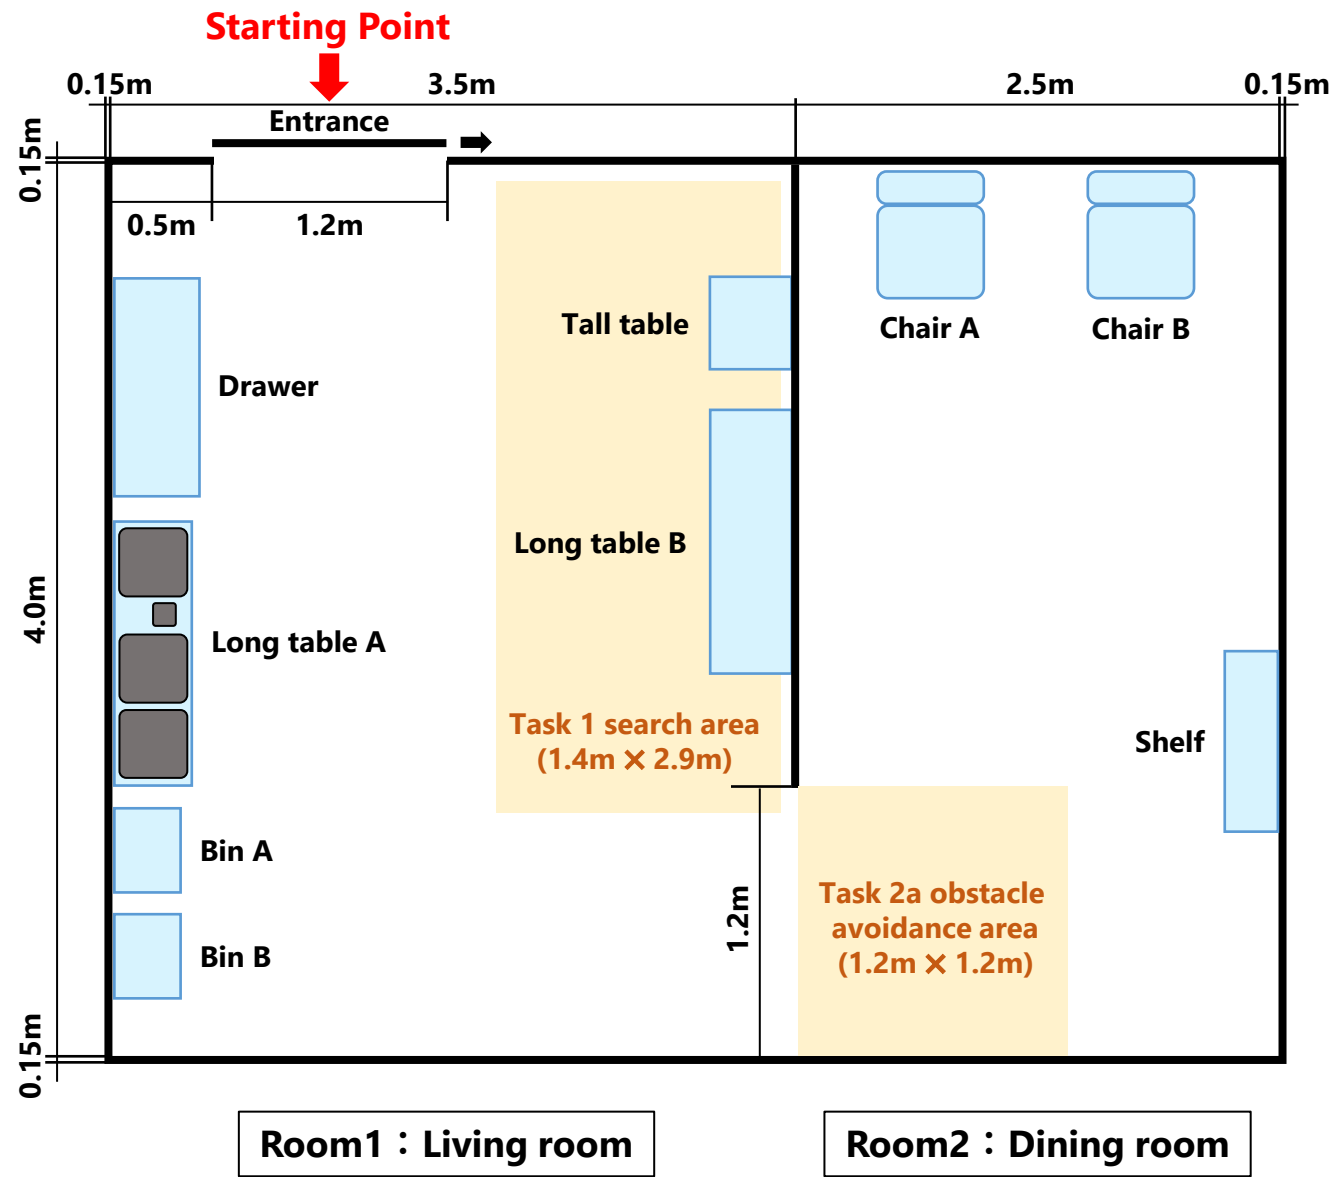 Starting Point
0.15m
3.5m
2.5m
0.15m
Entrance
0.15m
0.5m
1.2m
Tall table
Chair A
Chair B
Drawer
Long table B
4.0m
Long table A
Task 1 search area
(1.4m × 2.9m)
Shelf
Bin A
1.2m
Task 2a obstacle
avoidance area
(1.2m × 1.2m)
Bin B
0.15m
Room1：Living room
Room2：Dining room